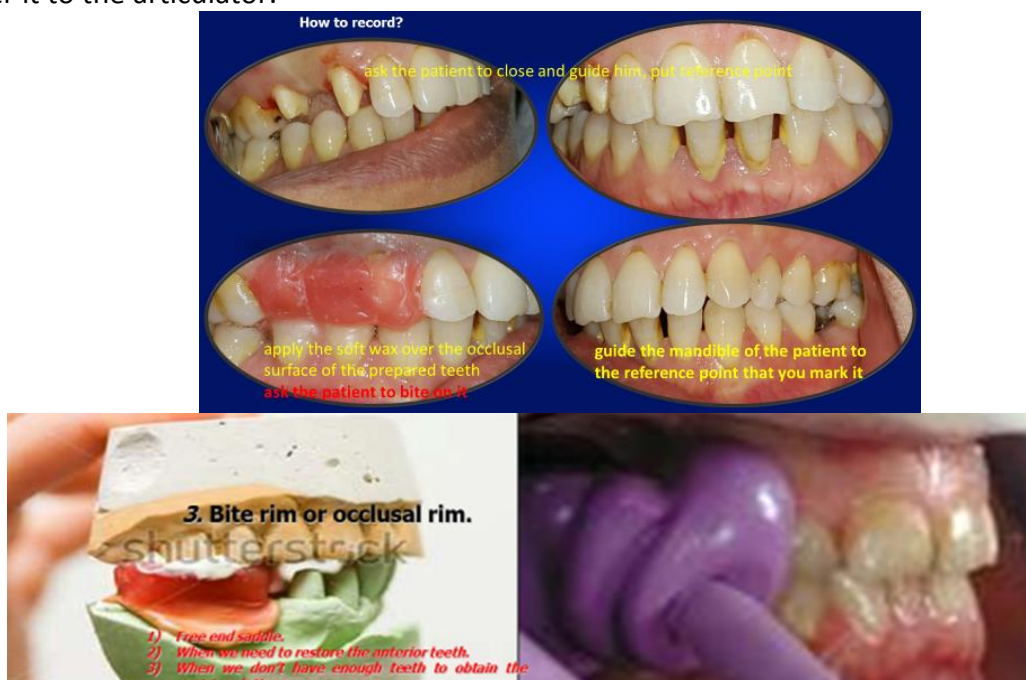 it to the articulator.
How to record?
ask the patient to close and guide him, put reference point
apply the soft wax over the occlusal
surface of the prepared teeth
ask the patient to bite on it
guide the mandible of the patient to
the reference point that you mark it
3. Bite rim or occlusal rim.
shutterstock
1) Free end saddle.
2) When we need to restore the anterior teeth.
3) When we don't have enough teeth to obtain the